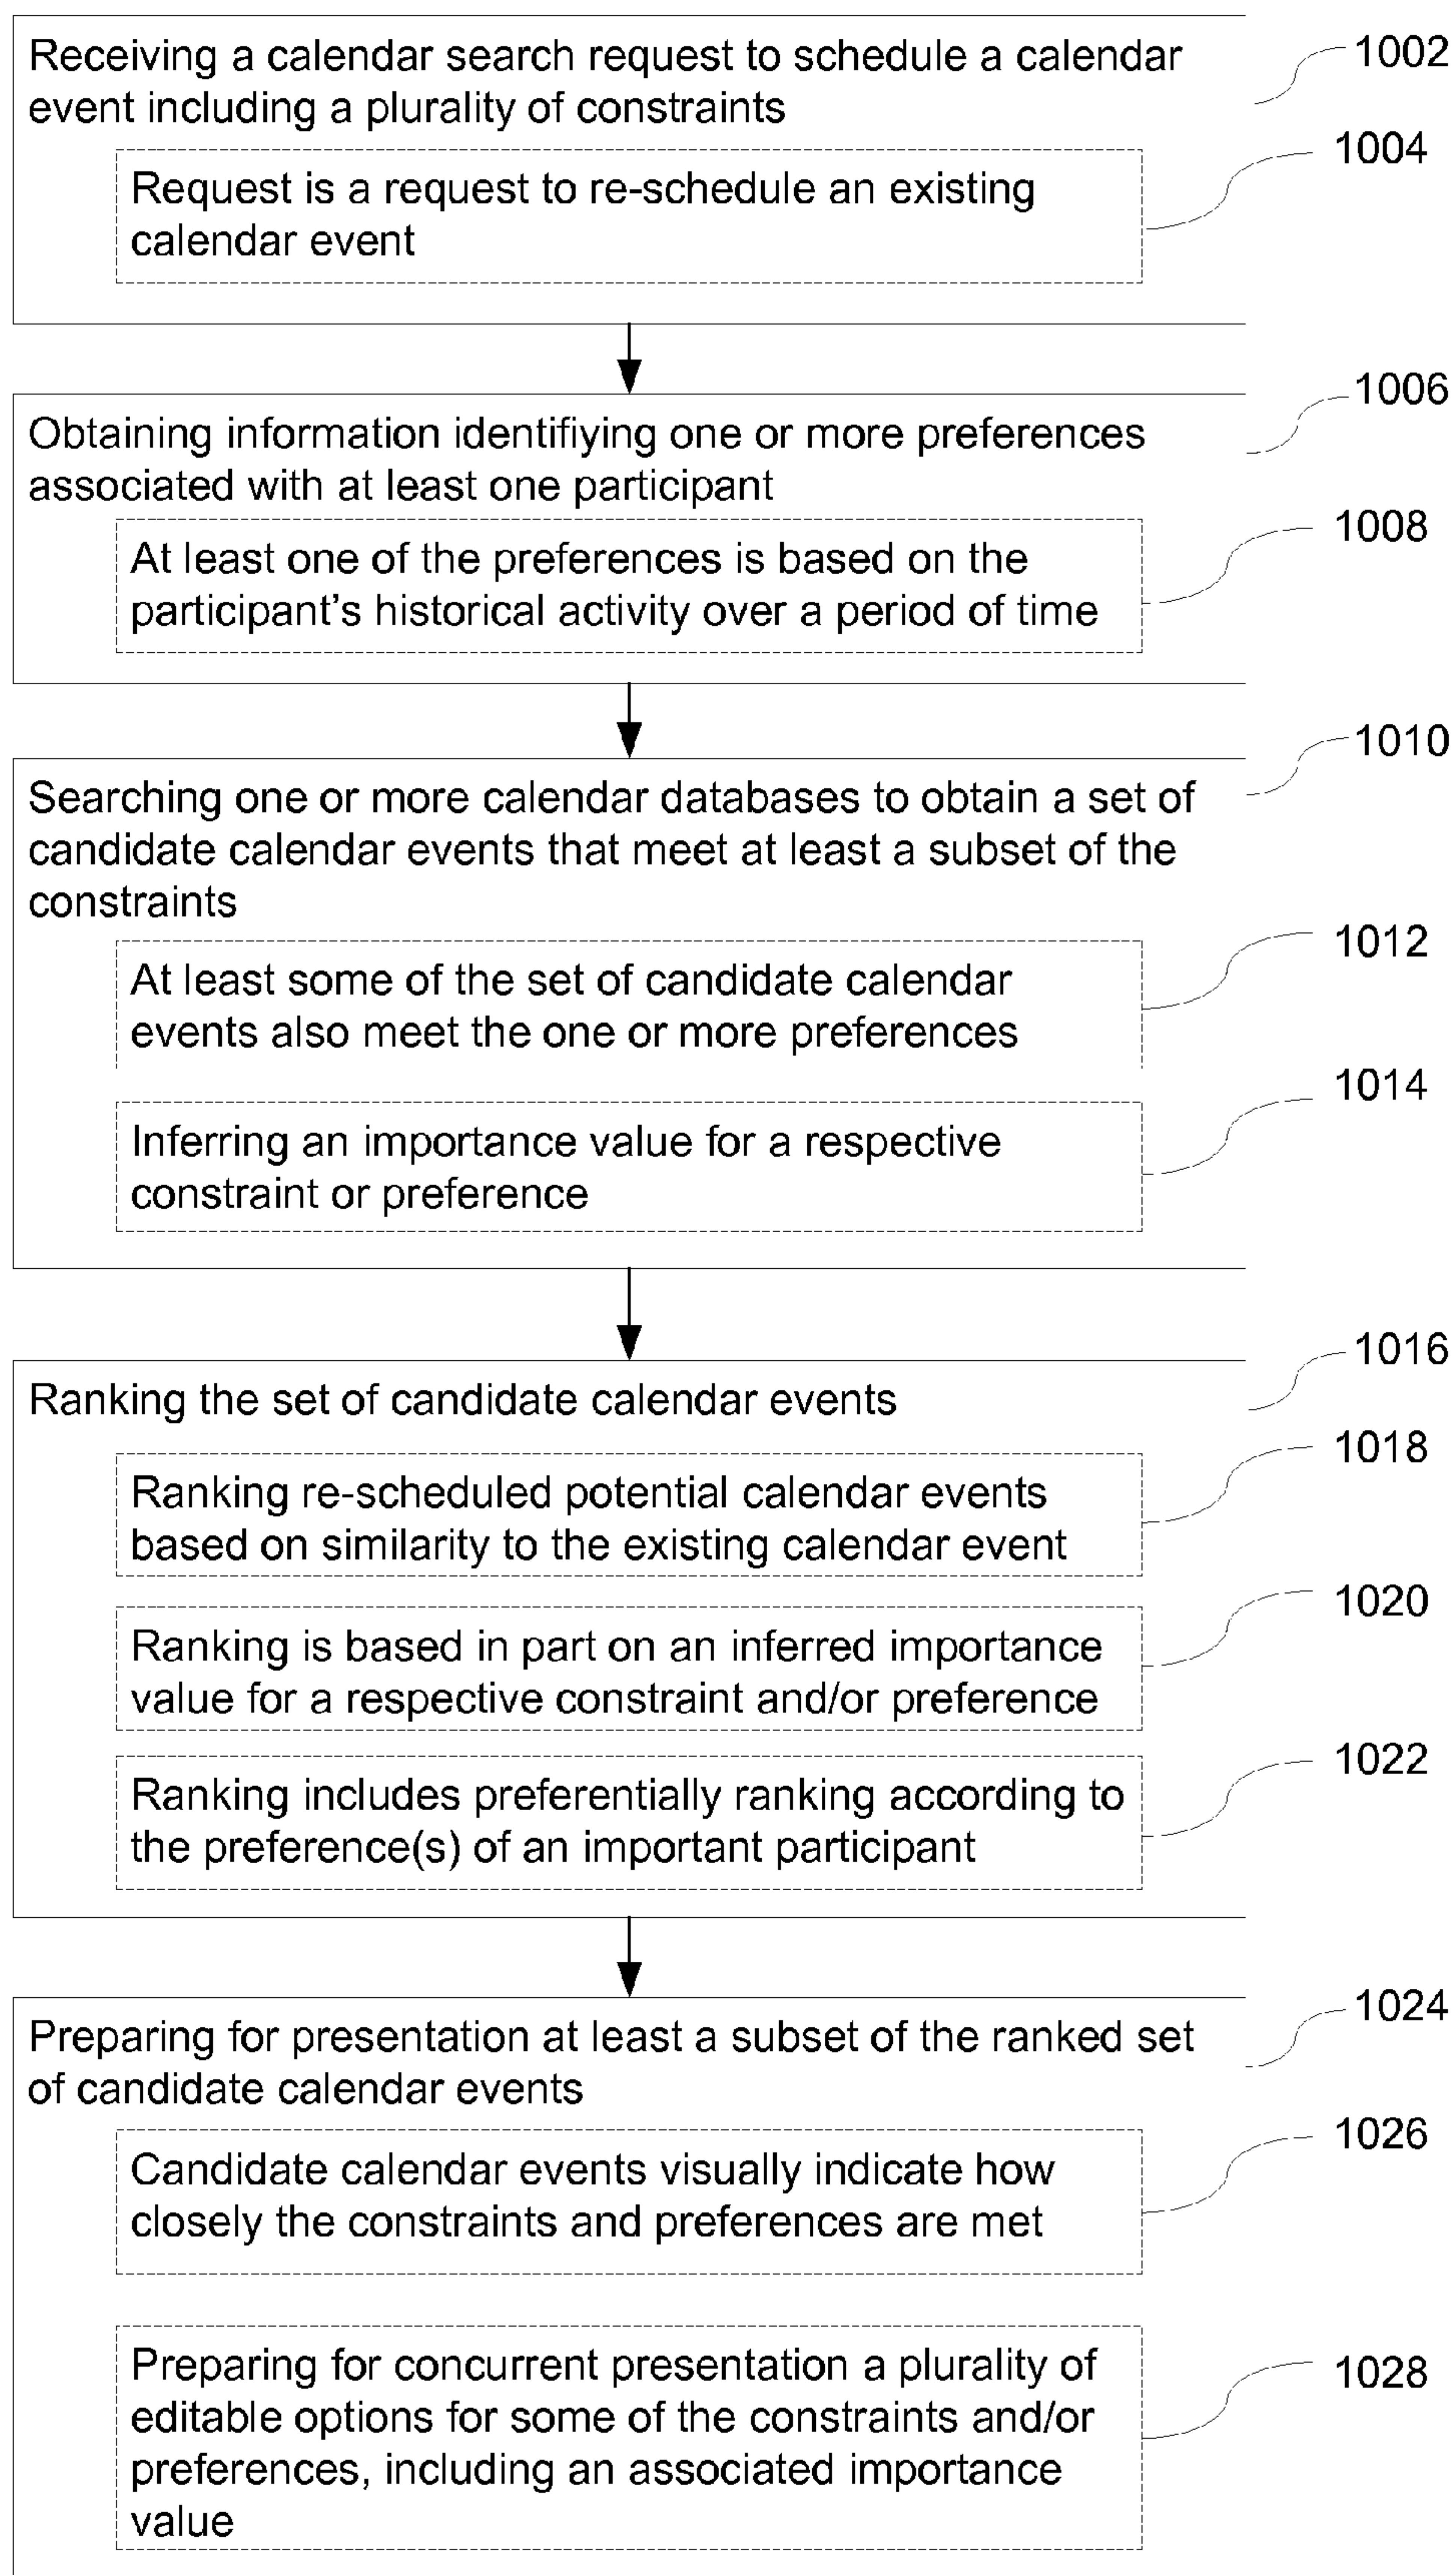 Receiving a calendar search request to schedule a calendar
event including a plurality of constraints
1002
Request is a request to re-schedule an existing
calendar event
1004
Obtaining information identifiying one or more preferences
associated with at least one participant
1006
At least one of the preferences is based on the
participant's historical activity over a period of time
1008
Searching one or more calendar databases to obtain a set of
candidate calendar events that meet at least a subset of the
constraints
1010
At least some of the set of candidate calendar
events also meet the one or more preferences
1012
Inferring an importance value for a respective
constraint or preference
1014
Ranking the set of candidate calendar events
1016
Ranking re-scheduled potential calendar events
based on similarity to the existing calendar event
1018
Ranking is based in part on an inferred importance
value for a respective constraint and/or preference
1020
Ranking includes preferentially ranking according to
the preference(s) of an important participant
1022
Preparing for presentation at least a subset of the ranked set
of candidate calendar events
1024
Candidate calendar events visually indicate how
closely the constraints and preferences are met
1026
Preparing for concurrent presentation a plurality of
editable options for some of the constraints and/or
preferences, including an associated importance
value
1028